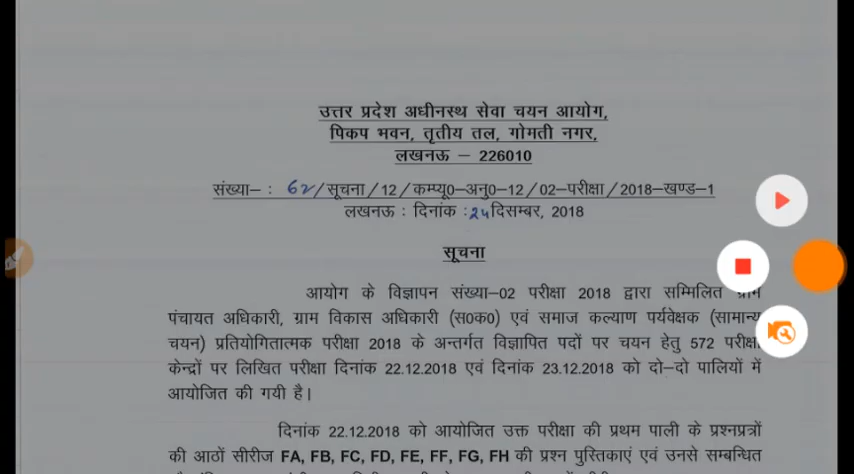 उत्तर प्रदेश अधीनस्थ सेवा चयन आयोग,
पिकप भवन, तृतीय तल, गोमती नगर,
लखनऊ – 226010
संख्या– : 62/सूचना/12/कम्प्यू0–अनु0–12/02–परीक्षा/2018–खण्ड–1
लखनऊ : दिनांक :24दिसम्बर, 2018
सूचना
आयोग के विज्ञापन संख्या–02 परीक्षा 2018 द्वारा सम्मिलित ग्राम
पंचायत अधिकारी, ग्राम विकास अधिकारी (स0क0) एवं समाज कल्याण पर्यवेक्षक (सामान्य
चयन) प्रतियोगितात्मक परीक्षा 2018 के अन्तर्गत विज्ञापित पदों पर चयन हेतु 572 परीक्षा
केन्द्रों पर लिखित परीक्षा दिनांक 22.12.2018 एवं दिनांक 23.12.2018 को दो–दो पालियों में
आयोजित की गयी है।
दिनांक 22.12.2018 को आयोजित उक्त परीक्षा की प्रथम पाली के प्रश्नप्रत्रों
की आठों सीरीज FA, FB, FC, FD, FE, FF, FG, FH की प्रश्न पुस्तिकाएं एवं उनसे सम्बन्धित